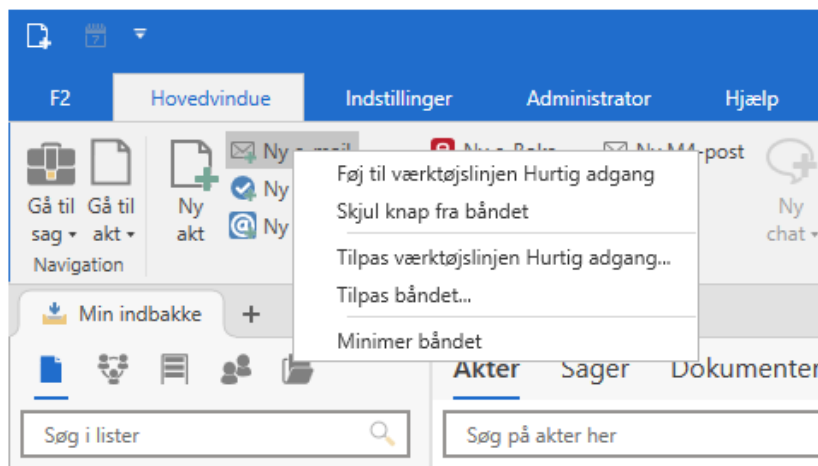 7
F2 Hovedvindue Indstillinger Administrator Hjælp
Ny e-mail Ny M4-post
Føj til værktøjslinjen Hurtig adgang
Skjul knap fra båndet
Tilpas værktøjslinjen Hurtig adgang...
Tilpas båndet...
Minimer båndet
Gå til sag
Gå til akt
Ny akt
Ny
Ny
Ny chat
Navigation
Min indbakke +
Akter Sager Dokumenter
Søg i lister
Søg på akter her